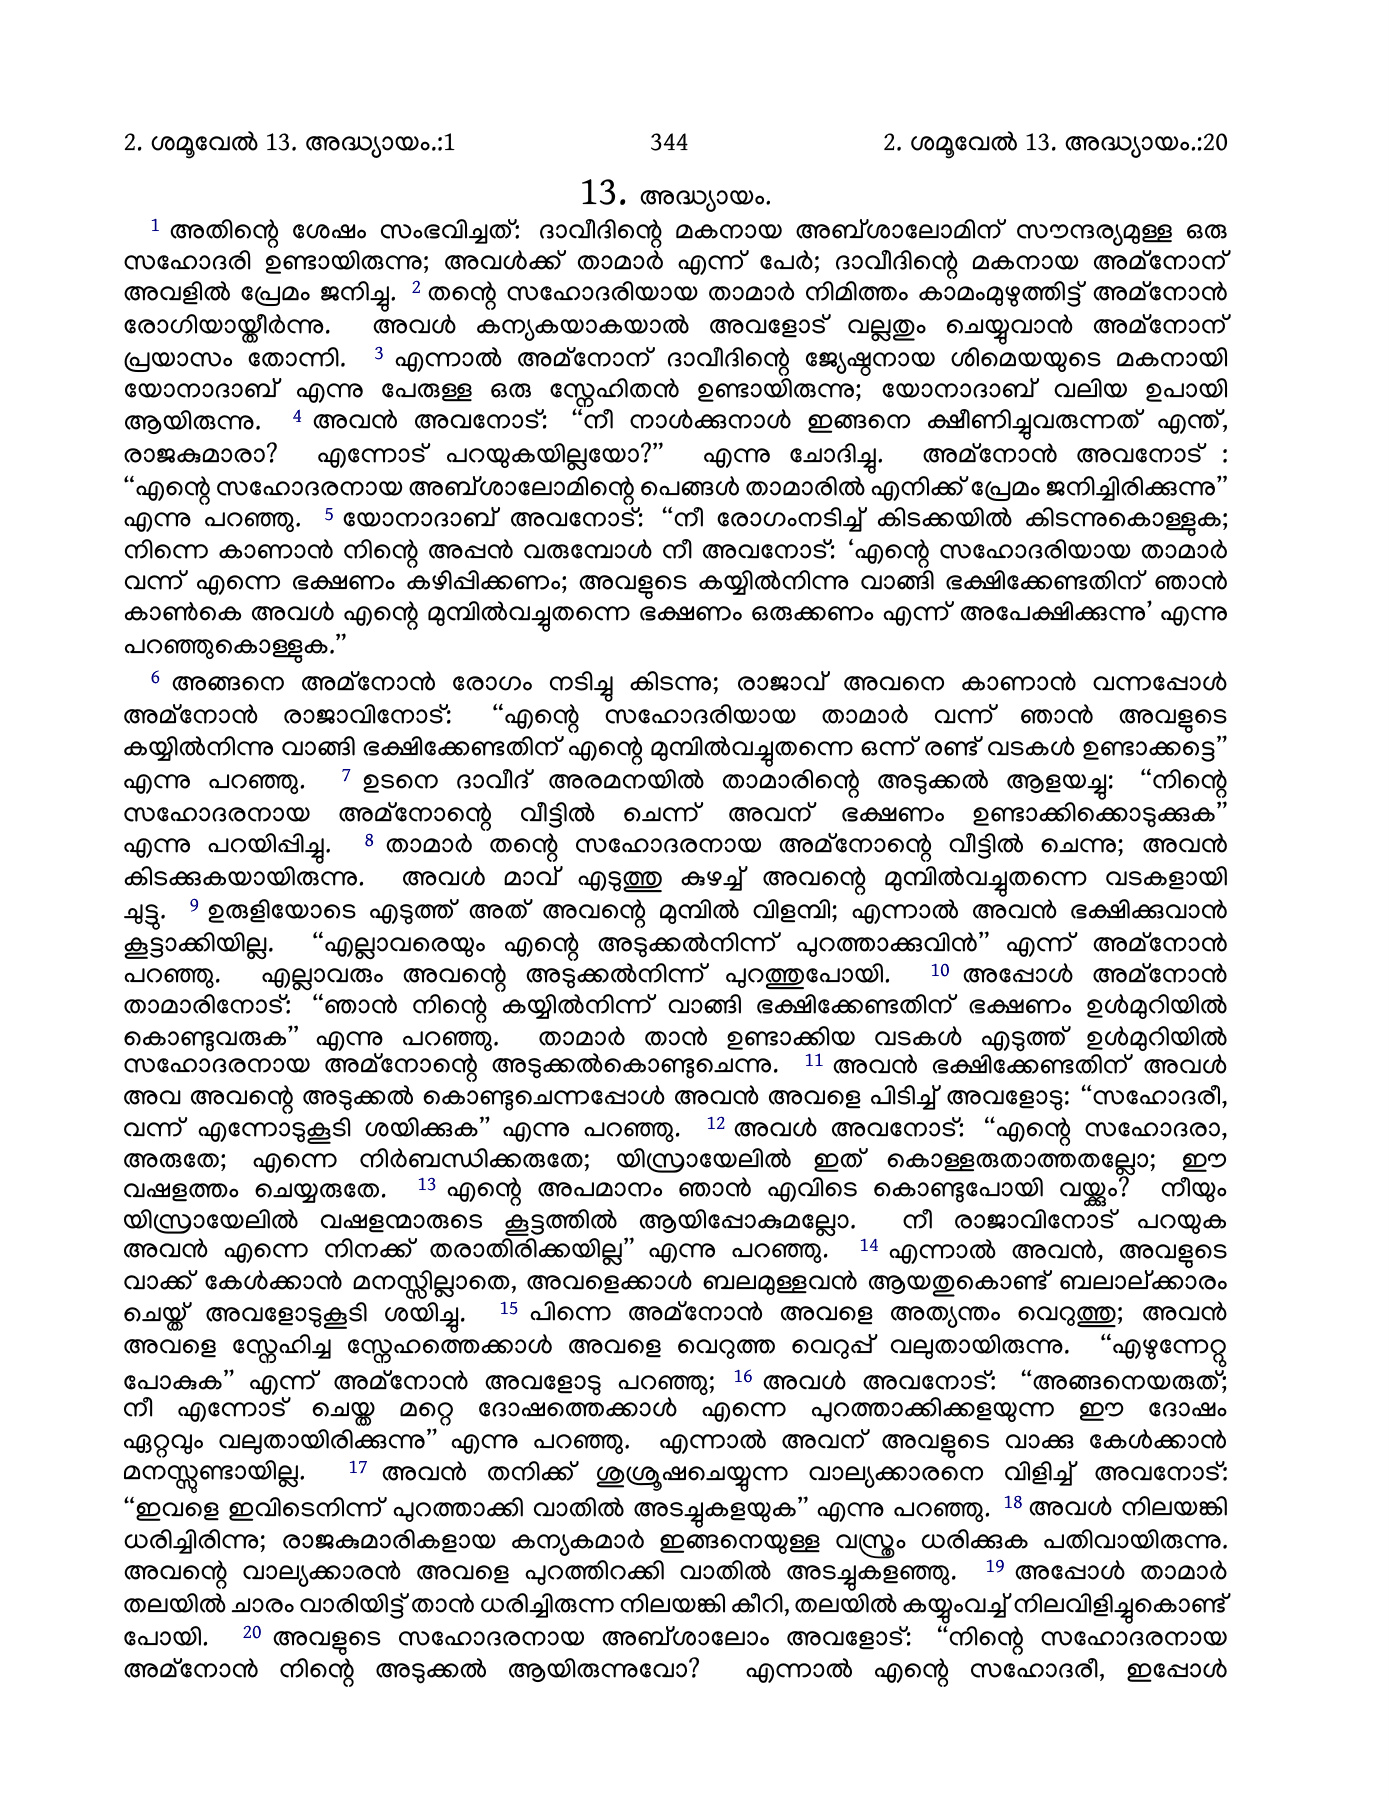 2. ശമൂവേൽ 13. അദ്ധ്യായം.:1 344 2. ശമൂവേൽ 13. അദ്ധ്യായം.:20
13. അദ്ധ്യായം.
1 അതിന്റെ ശേഷം സംഭവിച്ചത്: ദാവീദിന്റെ മകനായ അബ്ശാലോമിന് സൗന്ദര്യമുള്ള ഒരു
സഹോദരി ഉണ്ടായിരുന്നു; അവൾക്ക് താമാർ എന്ന് പേർ; ദാവീദിന്റെ മകനായ അമ്നോന്
അവളിൽ പ്രേമം ജനിച്ചു. 2 തന്റെ സഹോദരിയായ താമാർ നിമിത്തം കാമംമുഴുത്തിട്ട് അമ്നോൻ
രോഗിയായ്തീർന്നു. അവൾ കന്യകയാകയാൽ അവളോട് വല്ലതും ചെയ്യുവാൻ അമ്നോന്
പ്രയാസം തോന്നി. 3 എന്നാൽ അമ്നോന് ദാവീദിന്റെ ജ്യേഷ്ഠനായ ശിമെയയുടെ മകനായി
യോനാദാബ് എന്നു പേരുള്ള ഒരു സ്നേഹിതൻ ഉണ്ടായിരുന്നു; യോനാദാബ് വലിയ ഉപായി
ആയിരുന്നു. 4 അവൻ അവനോട്: “നീ നാൾക്കുനാൾ ഇങ്ങനെ ക്ഷീണിച്ചുവരുന്നത് എന്ത്,
രാജകുമാരാ? എന്നോട് പറയുകയില്ലയോ?” എന്നു ചോദിച്ചു. അമ്നോൻ അവനോട് :
“എന്റെ സഹോദരനായ അബ്ശാലോമിന്റെ പെങ്ങൾ താമാരിൽ എനിക്ക് പ്രേമം ജനിച്ചിരിക്കുന്നു”
എന്നു പറഞ്ഞു. 5 യോനാദാബ് അവനോട്: “നീ രോഗംനടിച്ച് കിടക്കയിൽ കിടന്നുകൊള്ളുക;
നിന്നെ കാണാൻ നിന്റെ അപ്പൻ വരുമ്പോൾ നീ അവനോട്: ‘എന്റെ സഹോദരിയായ താമാർ
വന്ന് എന്നെ ഭക്ഷണം കഴിപ്പിക്കണം; അവളുടെ കയ്യിൽനിന്നു വാങ്ങി ഭക്ഷിക്കേണ്ടതിന് ഞാൻ
കാൺകെ അവൾ എന്റെ മുമ്പിൽവച്ചുതന്നെ ഭക്ഷണം ഒരുക്കണം എന്ന് അപേക്ഷിക്കുന്നു’ എന്നു
പറഞ്ഞുകൊള്ളുക.”
6 അങ്ങനെ അമ്നോൻ രോഗം നടിച്ചു കിടന്നു; രാജാവ് അവനെ കാണാൻ വന്നപ്പോൾ
അമ്നോൻ രാജാവിനോട്: “എന്റെ സഹോദരിയായ താമാർ വന്ന് ഞാൻ അവളുടെ
കയ്യിൽനിന്നു വാങ്ങി ഭക്ഷിക്കേണ്ടതിന് എന്റെ മുമ്പിൽവച്ചുതന്നെ ഒന്ന് രണ്ട് വടകൾ ഉണ്ടാക്കട്ടെ”
എന്നു പറഞ്ഞു. 7 ഉടനെ ദാവീദ് അരമനയിൽ താമാരിന്റെ അടുക്കൽ ആളയച്ചു: “നിന്റെ
സഹോദരനായ അമ്നോന്റെ വീട്ടിൽ ചെന്ന് അവന് ഭക്ഷണം ഉണ്ടാക്കിക്കൊടുക്കുക”
എന്നു പറയിപ്പിച്ചു. 8 താമാർ തന്റെ സഹോദരനായ അമ്നോന്റെ വീട്ടിൽ ചെന്നു; അവൻ
കിടക്കുകയായിരുന്നു. അവൾ മാവ് എടുത്തു കുഴച്ച് അവന്റെ മുമ്പിൽവച്ചുതന്നെ വടകളായി
ചുട്ടു. 9 ഉരുളിയോടെ എടുത്ത് അത് അവന്റെ മുമ്പിൽ വിളമ്പി; എന്നാൽ അവൻ ഭക്ഷിക്കുവാൻ
കൂട്ടാക്കിയില്ല. “എല്ലാവരെയും എന്റെ അടുക്കൽനിന്ന് പുറത്താക്കുവിൻ” എന്ന് അമ്നോൻ
പറഞ്ഞു. എല്ലാവരും അവന്റെ അടുക്കൽനിന്ന് പുറത്തുപോയി. 10 അപ്പോൾ അമ്നോൻ
താമാരിനോട്: “ഞാൻ നിന്റെ കയ്യിൽനിന്ന് വാങ്ങി ഭക്ഷിക്കേണ്ടതിന് ഭക്ഷണം ഉൾമുറിയിൽ
കൊണ്ടുവരുക” എന്നു പറഞ്ഞു. താമാർ താൻ ഉണ്ടാക്കിയ വടകൾ എടുത്ത് ഉൾമുറിയിൽ
സഹോദരനായ അമ്നോന്റെ അടുക്കൽകൊണ്ടുചെന്നു. 11 അവൻ ഭക്ഷിക്കേണ്ടതിന് അവൾ
അവ അവന്റെ അടുക്കൽ കൊണ്ടുചെന്നപ്പോൾ അവൻ അവളെ പിടിച്ച് അവളോടു: “സഹോദരീ,
വന്ന് എന്നോടുകൂടി ശയിക്കുക” എന്നു പറഞ്ഞു. 12 അവൾ അവനോട്: “എന്റെ സഹോദരാ,
അരുതേ; എന്നെ നിർബന്ധിക്കരുതേ; യിസ്രായേലിൽ ഇത് കൊള്ളരുതാത്തതല്ലോ; ഈ
വഷളത്തം ചെയ്യരുതേ. 13 എന്റെ അപമാനം ഞാൻ എവിടെ കൊണ്ടുപോയി വയ്ക്കും? നീയും
യിസ്രായേലിൽ വഷളന്മാരുടെ കൂട്ടത്തിൽ ആയിപ്പോകുമല്ലോ. നീ രാജാവിനോട് പറയുക
അവൻ എന്നെ നിനക്ക് തരാതിരിക്കയില്ല” എന്നു പറഞ്ഞു. 14 എന്നാൽ അവൻ, അവളുടെ
വാക്ക് കേൾക്കാൻ മനസ്സില്ലാതെ, അവളെക്കാൾ ബലമുള്ളവൻ ആയതുകൊണ്ട് ബലാല്ക്കാരം
ചെയ്ത് അവളോടുകൂടി ശയിച്ചു. 15 പിന്നെ അമ്നോൻ അവളെ അത്യന്തം വെറുത്തു; അവൻ
അവളെ സ്നേഹിച്ച സ്നേഹത്തെക്കാൾ അവളെ വെറുത്ത വെറുപ്പ് വലുതായിരുന്നു. “എഴുന്നേറ്റു
പോകുക” എന്ന് അമ്നോൻ അവളോടു പറഞ്ഞു; 16 അവൾ അവനോട്: “അങ്ങനെയരുത്;
നീ എന്നോട് ചെയ്ത മറ്റെ ദോഷത്തെക്കാൾ എന്നെ പുറത്താക്കിക്കളയുന്ന ഈ ദോഷം
ഏറ്റവും വലുതായിരിക്കുന്നു” എന്നു പറഞ്ഞു. എന്നാൽ അവന് അവളുടെ വാക്കു കേൾക്കാൻ
മനസ്സുണ്ടായില്ല. 17 അവൻ തനിക്ക് ശുശ്രൂഷചെയ്യുന്ന വാല്യക്കാരനെ വിളിച്ച് അവനോട്:
“ഇവളെ ഇവിടെനിന്ന് പുറത്താക്കി വാതിൽ അടച്ചുകളയുക” എന്നു പറഞ്ഞു. 18 അവൾ നിലയങ്കി
ധരിച്ചിരിന്നു; രാജകുമാരികളായ കന്യകമാർ ഇങ്ങനെയുള്ള വസ്ത്രം ധരിക്കുക പതിവായിരുന്നു.
അവന്റെ വാല്യക്കാരൻ അവളെ പുറത്തിറക്കി വാതിൽ അടച്ചുകളഞ്ഞു. 19 അപ്പോൾ താമാർ
തലയിൽ ചാരം വാരിയിട്ട് താൻ ധരിച്ചിരുന്ന നിലയങ്കി കീറി, തലയിൽ കയ്യുംവച്ച് നിലവിളിച്ചുകൊണ്ട്
പോയി. 20 അവളുടെ സഹോദരനായ അബ്ശാലോം അവളോട്: “നിന്റെ സഹോദരനായ
അമ്നോൻ നിന്റെ അടുക്കൽ ആയിരുന്നുവോ? എന്നാൽ എന്റെ സഹോദരീ, ഇപ്പോൾ